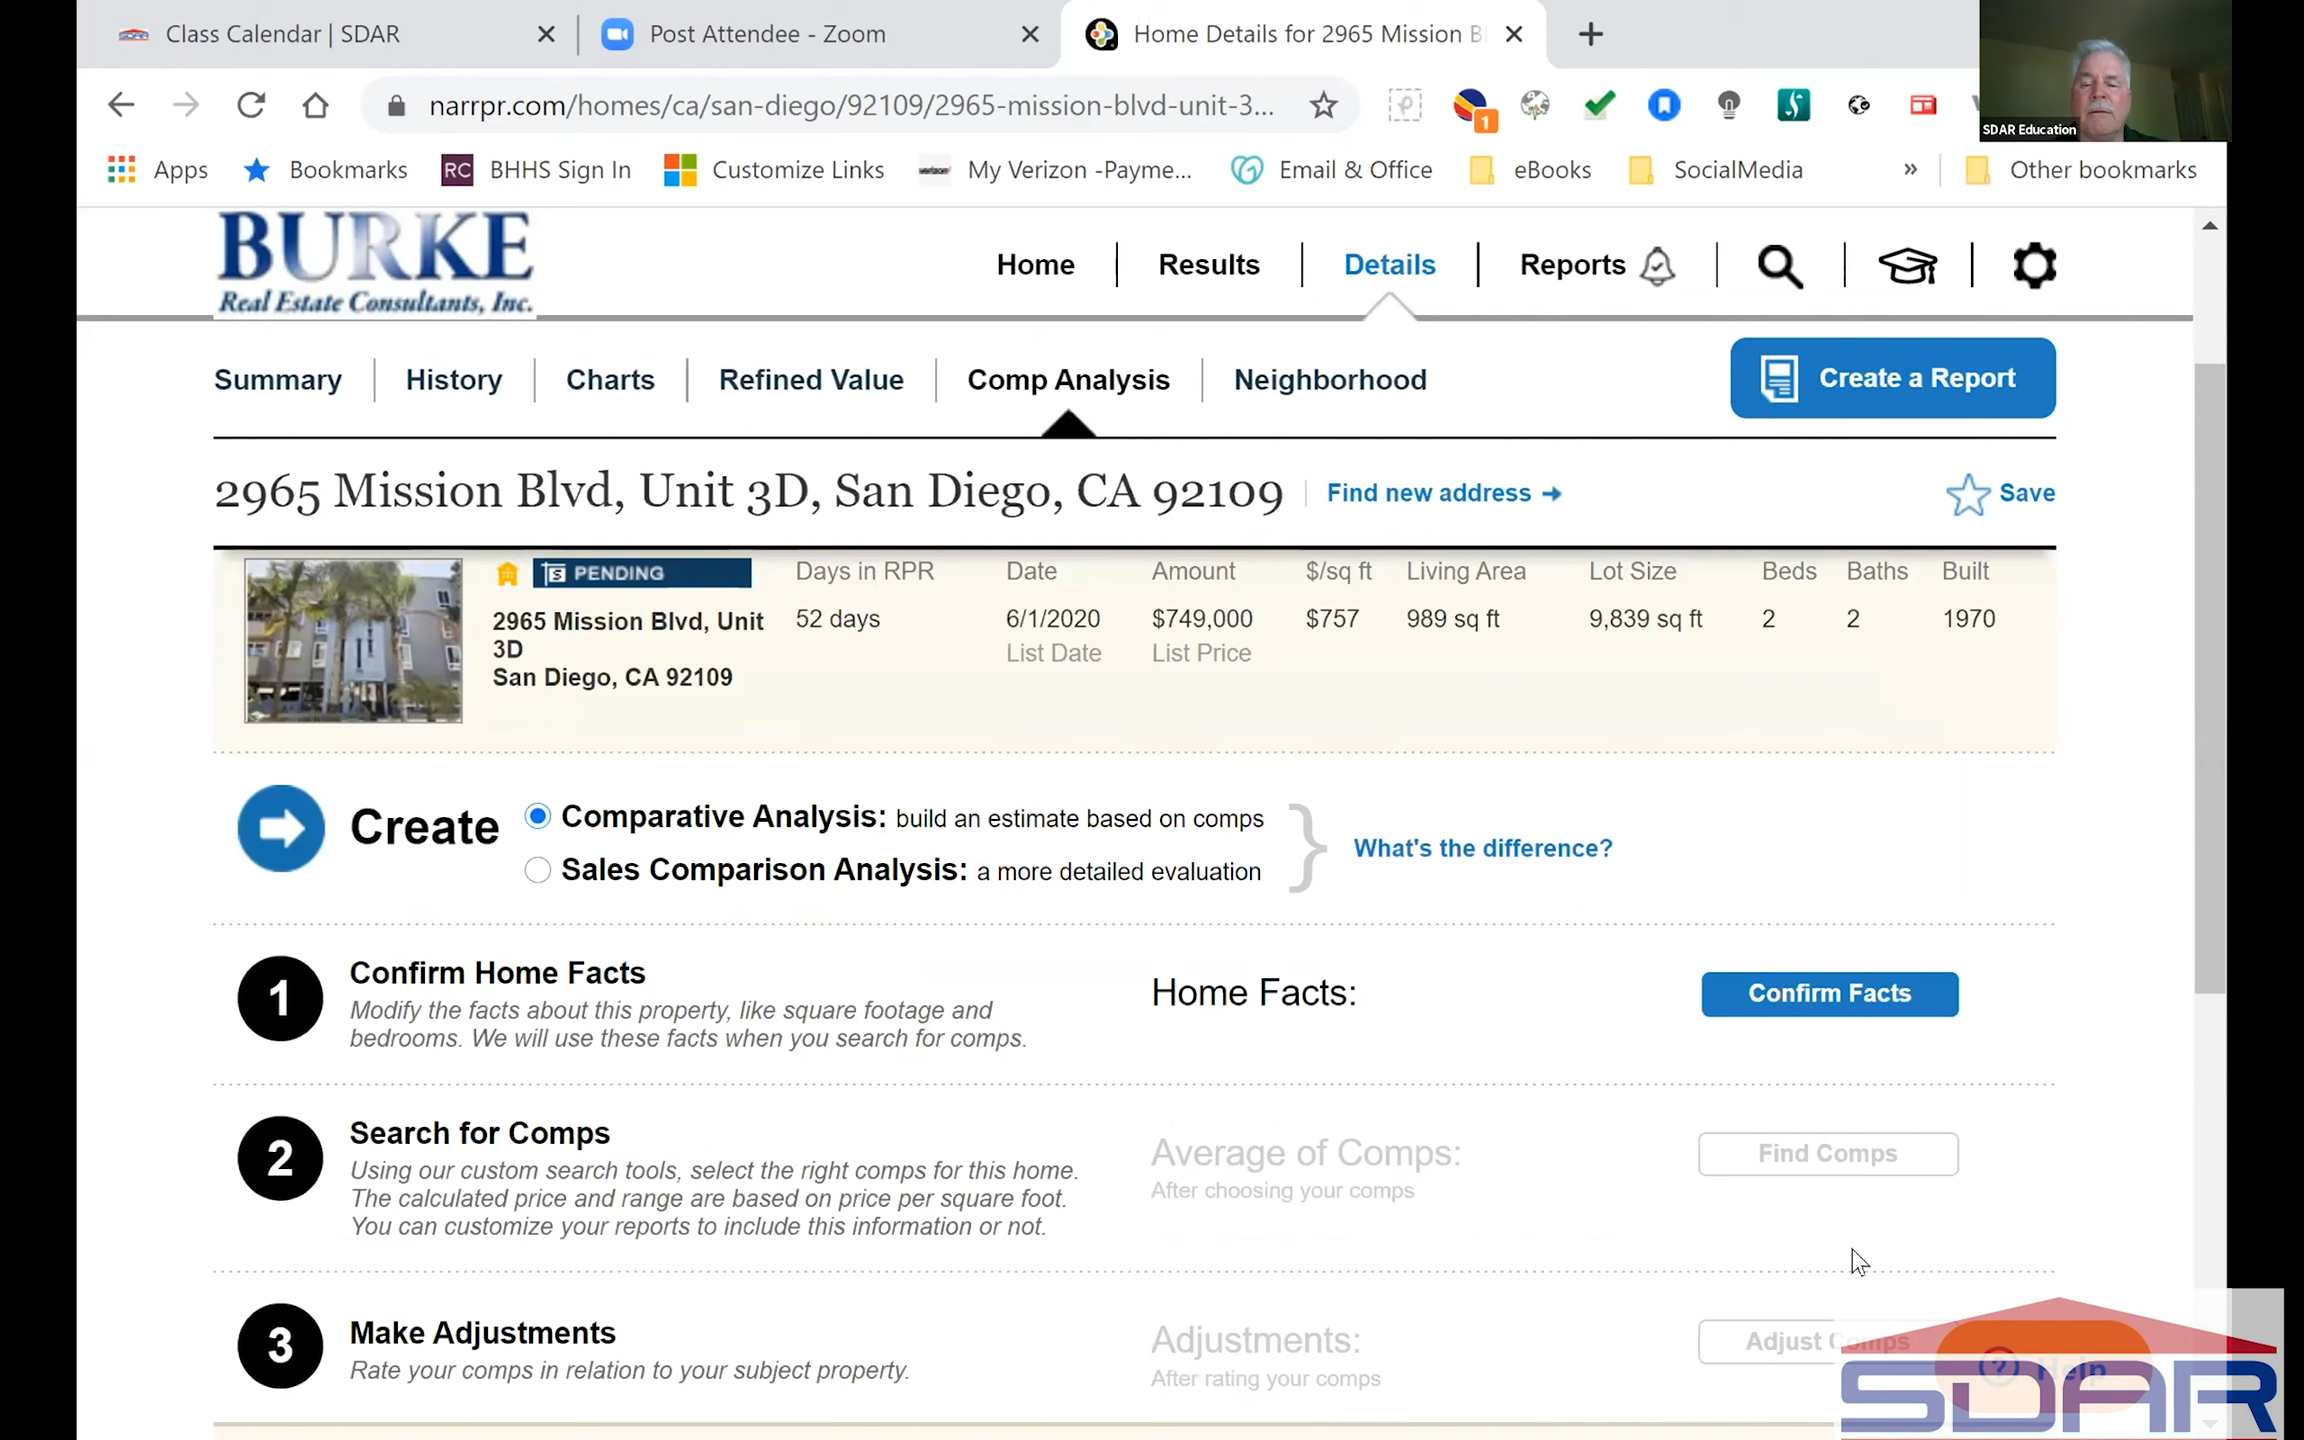 Class Calendar | SDAR
Post Attendee - Zoom
Home Details for 2965 Mission B
SDAR Education
narrpr.com/homes/ca/san-diego/92109/2965-mission-blvd-unit-3...
1
Apps
Bookmarks
RC BHHS Sign In
Customize Links
verizon My Verizon -Payme...
Email & Office
eBooks
SocialMedia
»
Other bookmarks
BURKE
Real Estate Consultants, Inc.
Home
Results
Details
Reports
Summary
History
Charts
Refined Value
Comp Analysis
Neighborhood
Create a Report
2965 Mission Blvd, Unit 3D, San Diego, CA 92109
Find new address
Save
PENDING
2965 Mission Blvd, Unit
3D
San Diego, CA 92109
Days in RPR
52 days
Date
6/1/2020
List Date
Amount
$749,000
List Price
$/sq ft
$757
Living Area
989 sq ft
Lot Size
9,839 sq ft
Beds
2
Baths
2
Built
1970
Create
Comparative Analysis: build an estimate based on comps
Sales Comparison Analysis: a more detailed evaluation
What's the difference?
1
Confirm Home Facts
Modify the facts about this property, like square footage and
bedrooms. We will use these facts when you search for comps.
Home Facts:
Confirm Facts
2
Search for Comps
Using our custom search tools, select the right comps for this home.
The calculated price and range are based on price per square foot.
You can customize your reports to include this information or not.
Average of Comps:
After choosing your comps
Find Comps
3
Make Adjustments
Rate your comps in relation to your subject property.
Adjustments:
After rating your comps
Adjust Comps
Help
SDAR